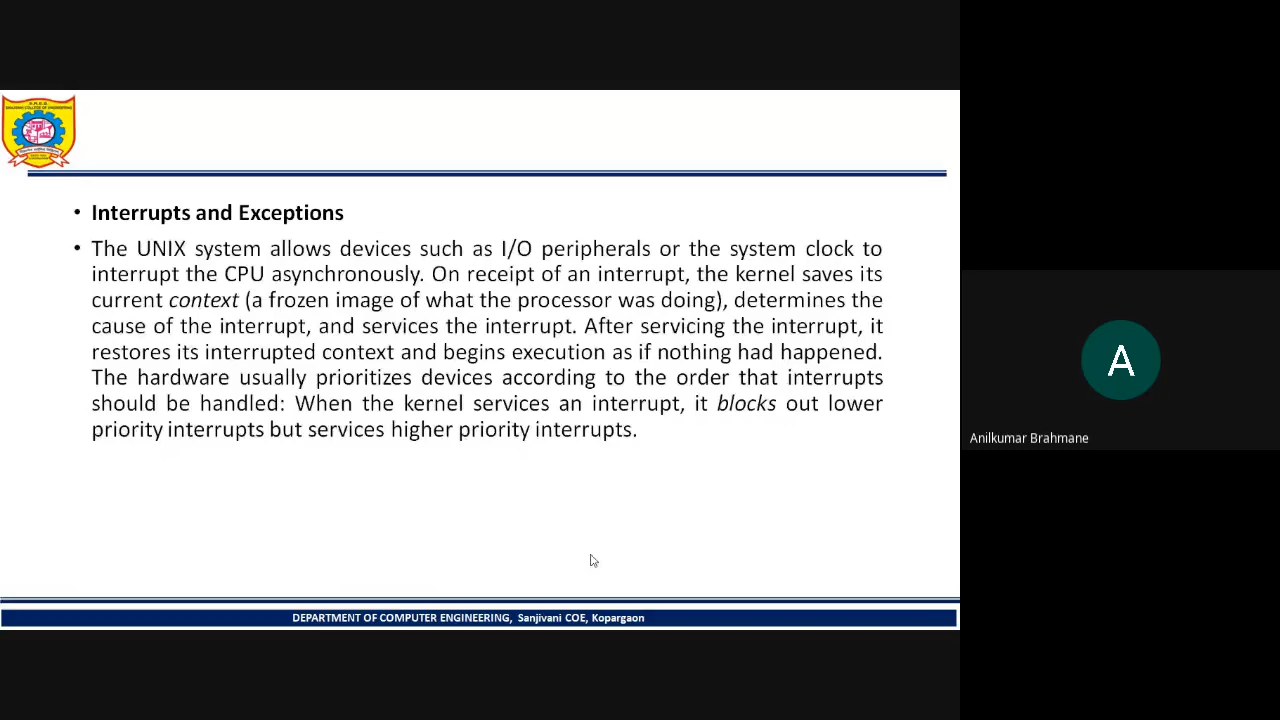 • Interrupts and Exceptions
• The UNIX system allows devices such as I/O peripherals or the system clock to
interrupt the CPU asynchronously. On receipt of an interrupt, the kernel saves its
current context (a frozen image of what the processor was doing), determines the
cause of the interrupt, and services the interrupt. After servicing the interrupt, it
restores its interrupted context and begins execution as if nothing had happened.
The hardware usually prioritizes devices according to the order that interrupts
should be handled: When the kernel services an interrupt, it blocks out lower
priority interrupts but services higher priority interrupts.
DEPARTMENT OF COMPUTER ENGINEERING, Sanjivani COE, Kopargaon
A
Anilkumar Brahmane